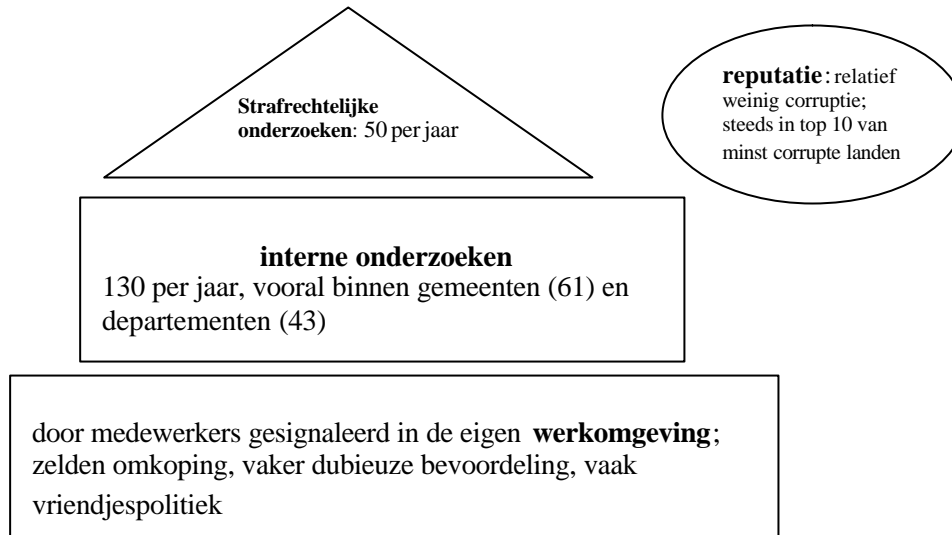 Strafrechtelijke
onderzoeken: 50 per jaar
reputatie: relatief
weinig corruptie;
steeds in top 10 van
minst corrupte landen
interne onderzoeken
130 per jaar, vooral binnen gemeenten (61) en
departementen (43)
door medewerkers gesignaleerd in de eigen werkomgeving;
zelden omkoping, vaker dubieuze bevoordeling, vaak
vriendjespolitiek